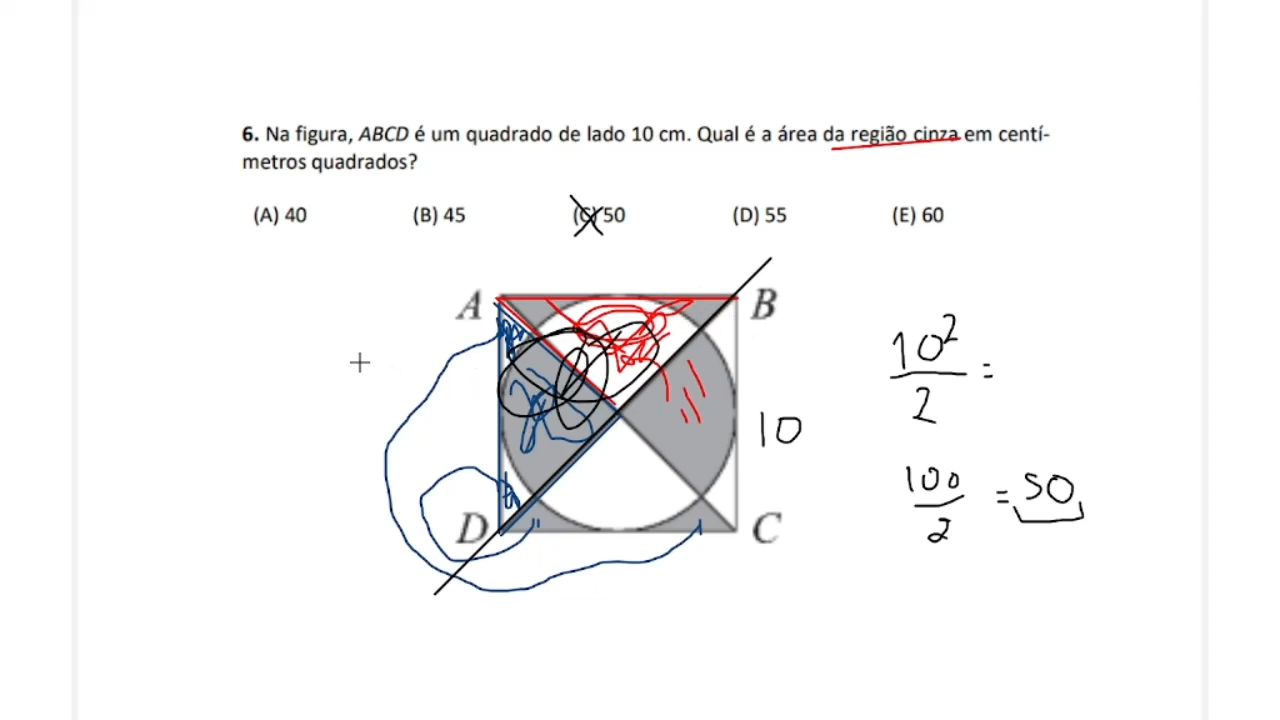 6. Na figura, ABCD é um quadrado de lado 10 cm. Qual é a área da região cinza em centí-
metros quadrados?
(A) 40 (B) 45 (C) 50 (D) 55 (E) 60
A B
10²/2 =
10
100/2 = 50
D C